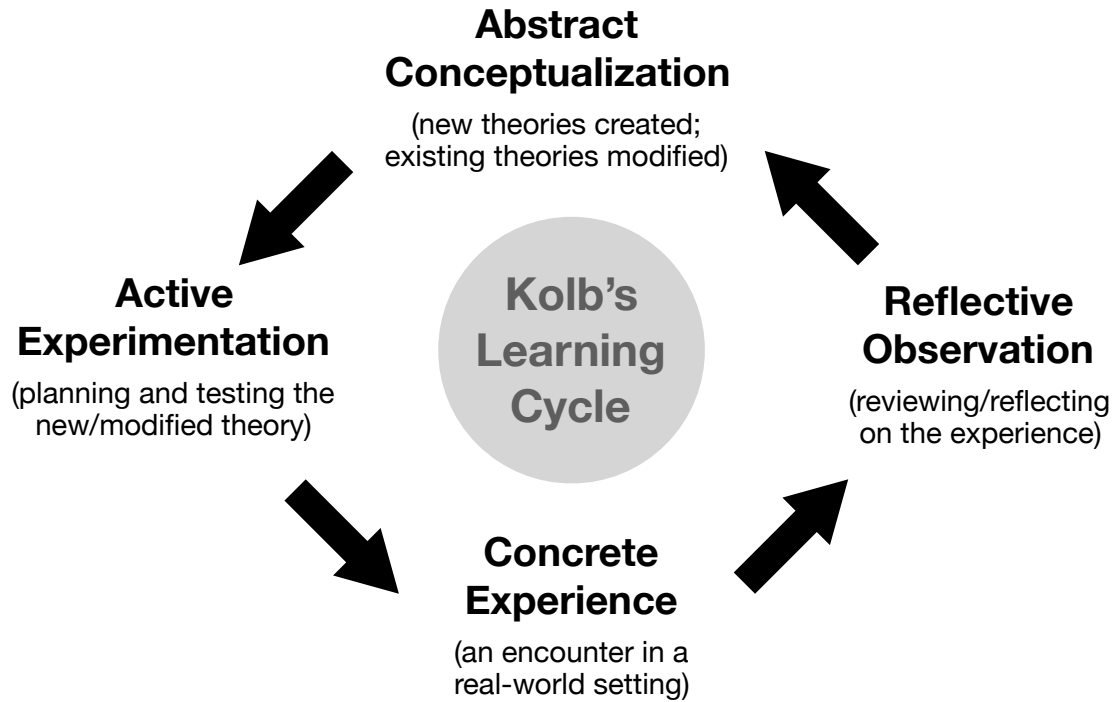 Abstract
Conceptualization
(new theories created;
existing theories modified)
Active
Experimentation
(planning and testing the
new/modified theory)
Kolb’s
Learning
Cycle
Reflective
Observation
(reviewing/reflecting
on the experience)
Concrete
Experience
(an encounter in a
real-world setting)